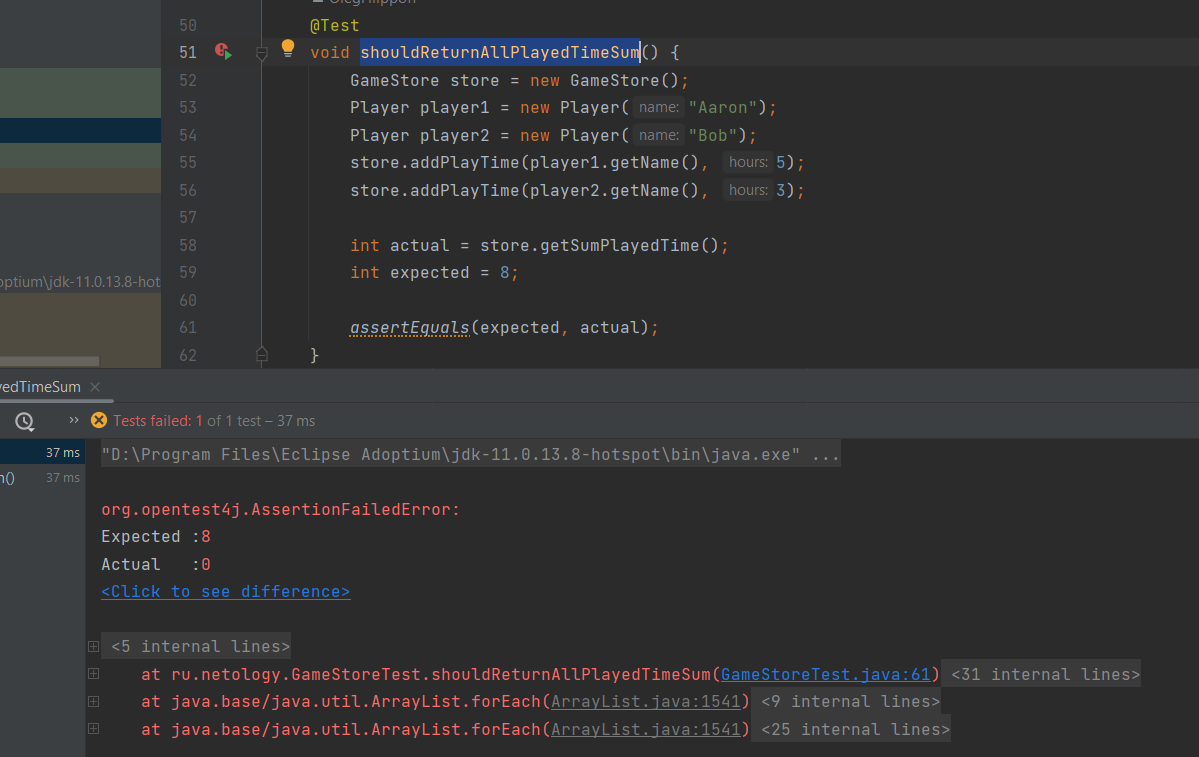 50 @Test
51 void shouldReturnAllPlayedTimeSum() {
52 GameStore store = new GameStore();
53 Player player1 = new Player( name: "Aaron");
54 Player player2 = new Player( name: "Bob");
55 store.addPlayTime(player1.getName(), hours: 5);
56 store.addPlayTime(player2.getName(), hours: 3);
57
58 int actual = store.getSumPlayedTime();
59 int expected = 8;
60
61 assertEquals(expected, actual);
62 }
optium\jdk-11.0.13.8-hot
yedTimeSum ×
» Tests failed: 1 of 1 test – 37 ms
37 ms
n() 37 ms
"D:\Program Files\Eclipse Adoptium\jdk-11.0.13.8-hotspot\bin\java.exe" ...
org.opentest4j.AssertionFailedError:
Expected :8
Actual :0
<Click to see difference>
<5 internal lines>
at ru.netology.GameStoreTest.shouldReturnAllPlayedTimeSum(GameStoreTest.java:61) <31 internal lines>
at java.base/java.util.ArrayList.forEach(ArrayList.java:1541) <9 internal lines>
at java.base/java.util.ArrayList.forEach(ArrayList.java:1541) <25 internal lines>